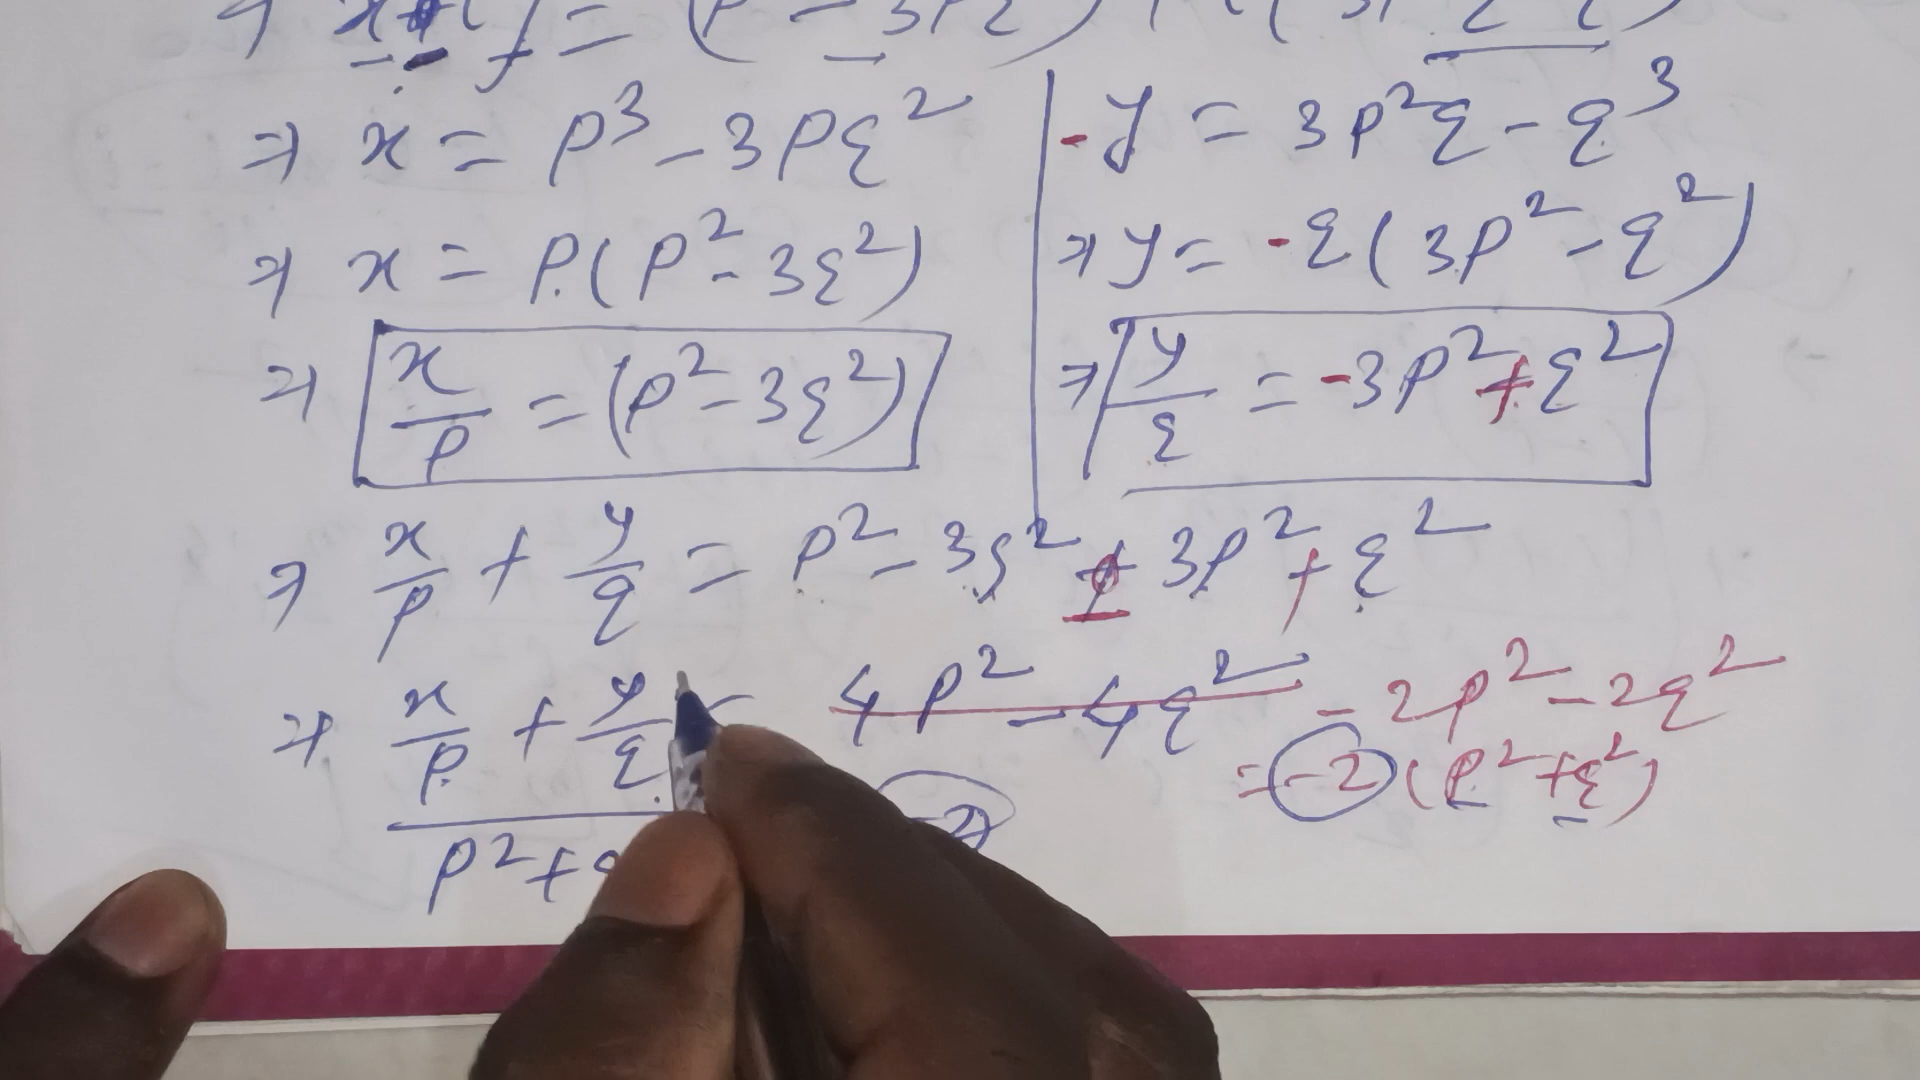 ⇒ x = p³ - 3pq²
-y = 3p²q - q³
⇒ x = p(p² - 3q²)
⇒ y = -q(3p² - q²)
⇒ x/p = (p² - 3q²)
⇒ y/q = -3p² + q²
⇒ x/p + y/q = p² - 3q² - 3p² + q²
⇒ x/p + y/q = 4p² - 4q² - 2p² - 2q²
p² +
= -2(p² + q²)
-2